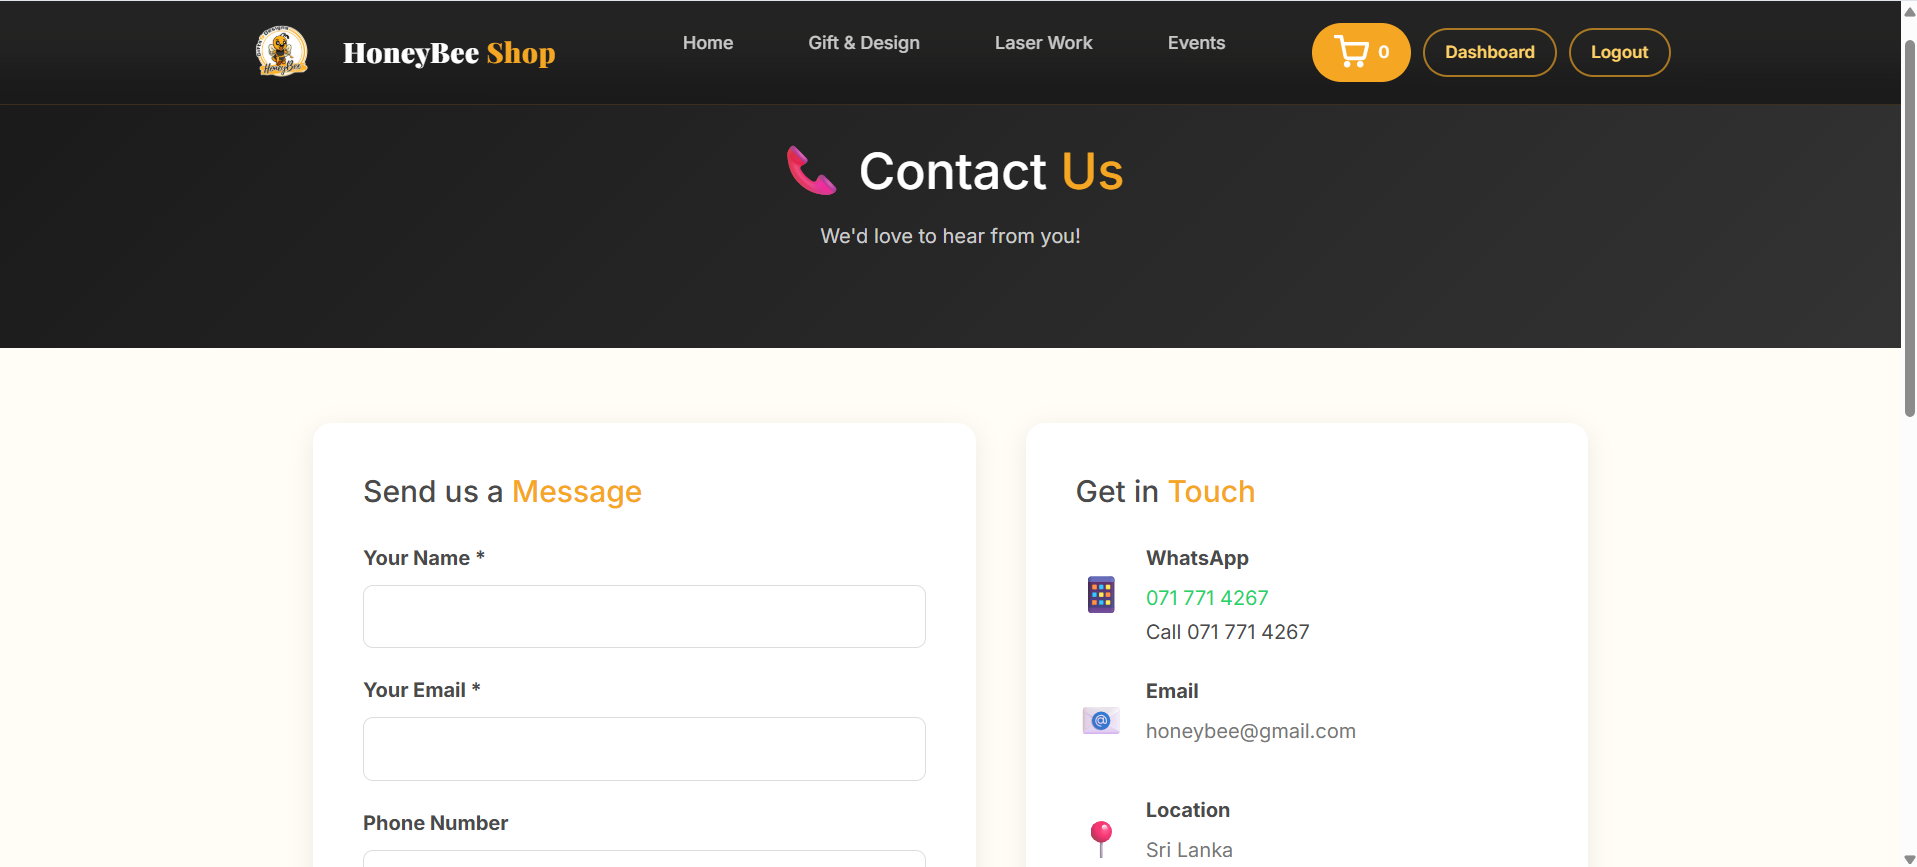 HoneyBee Shop
Home
Gift & Design
Laser Work
Events
0
Dashboard
Logout
Contact Us
We'd love to hear from you!
Send us a Message
Your Name *
Your Email *
Phone Number
Get in Touch
WhatsApp
071 771 4267
Call 071 771 4267
Email
honeybee@gmail.com
Location
Sri Lanka